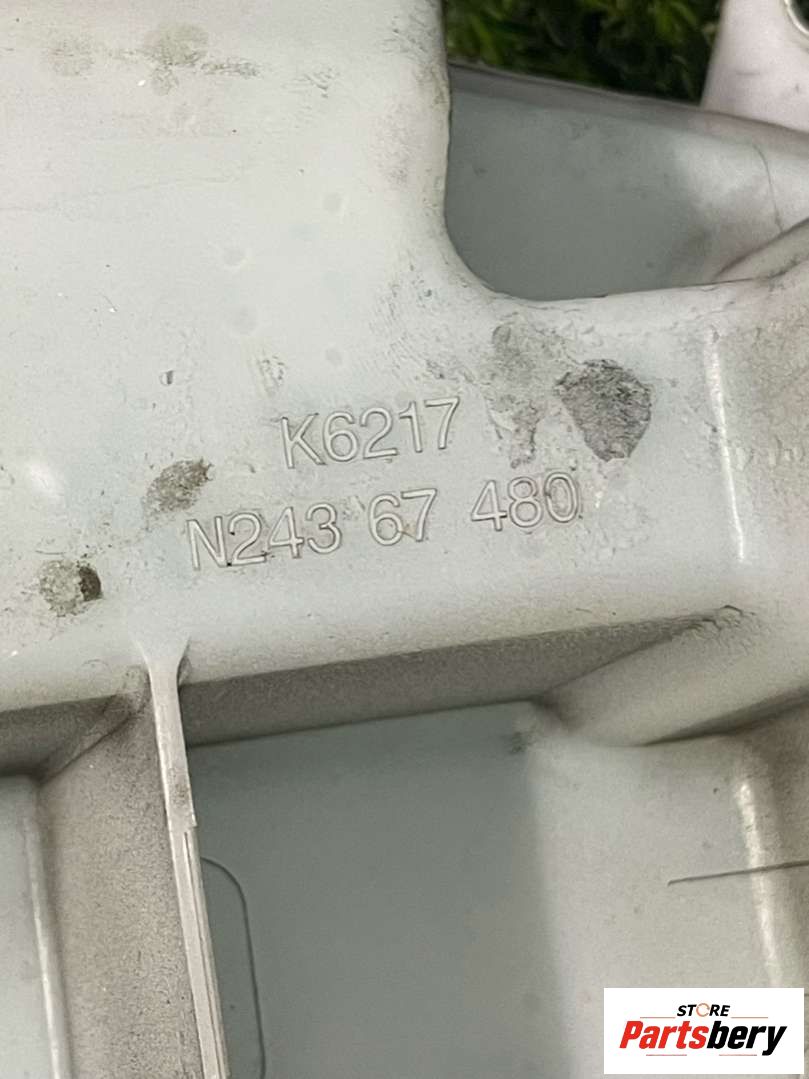 K6217
N243 67 480
STORE
Partsbery